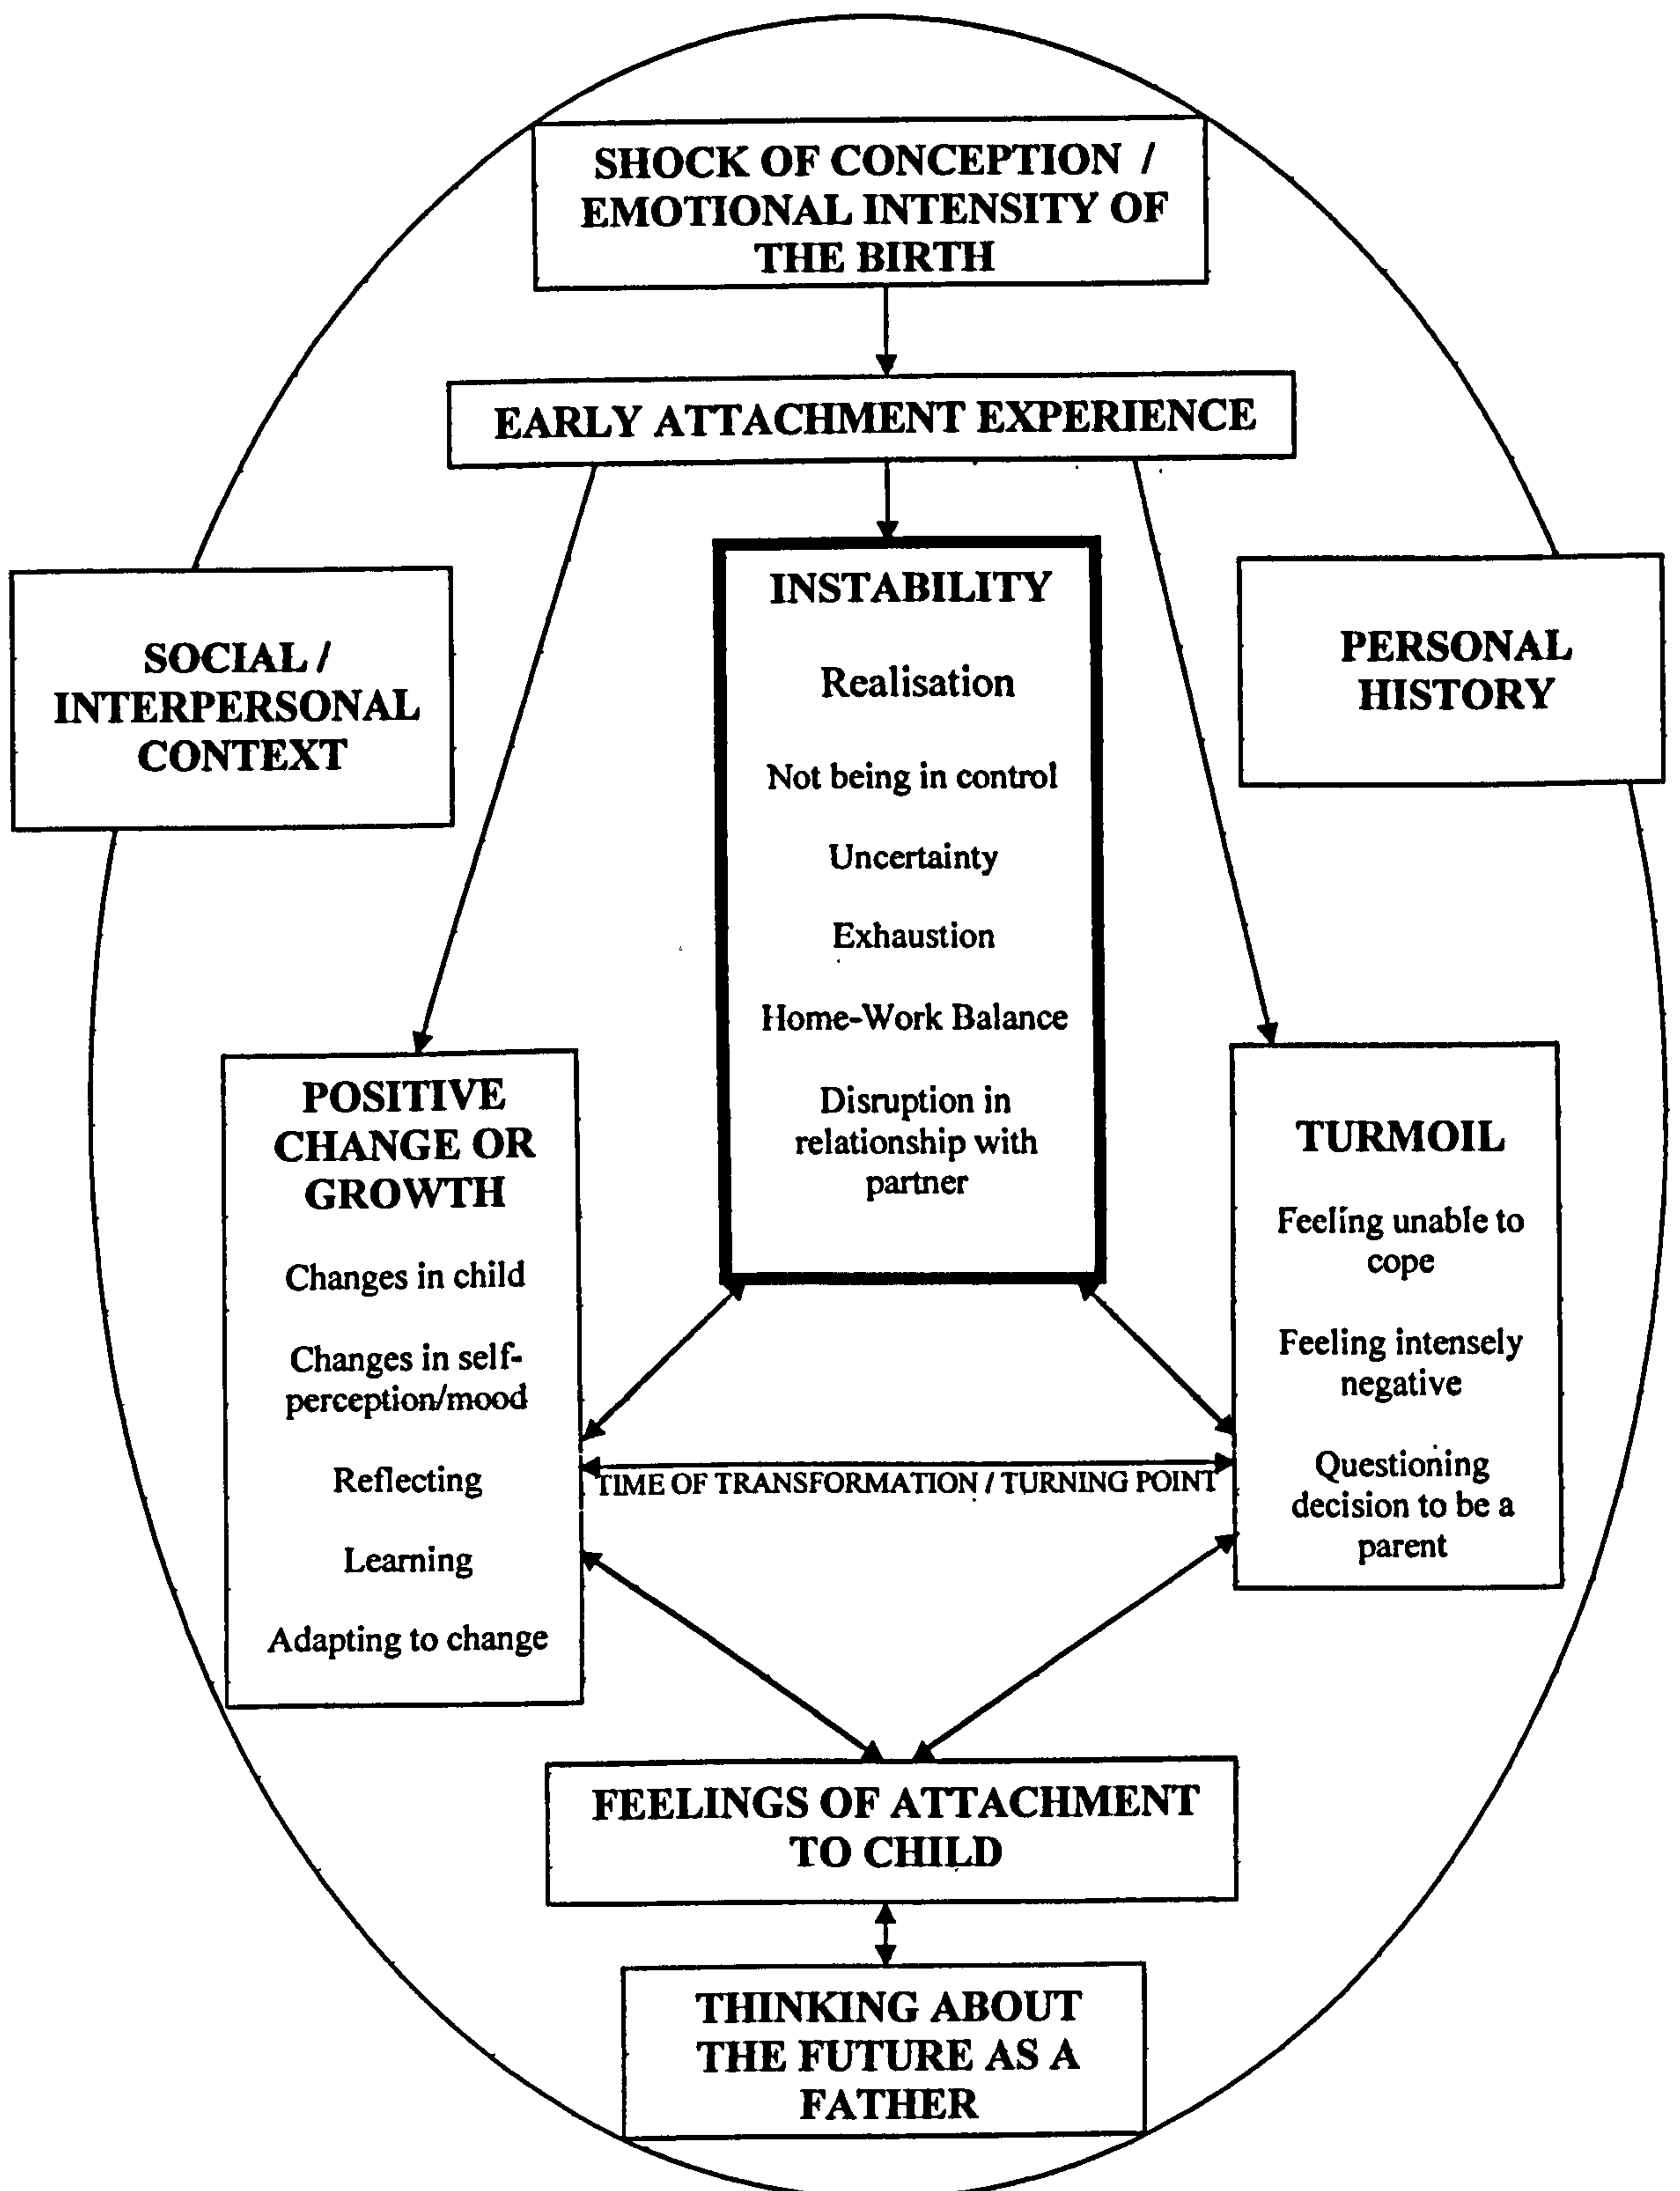 SHOCK OF CONCEPTION /
EMOTIONAL INTENSITY OF
THE BIRTH
EARLY ATTACHMENT EXPERIENCE
SOCIAL /
INTERPERSONAL
CONTEXT
INSTABILITY
Realisation
Not being in control
Uncertainty
Exhaustion
Home-Work Balance
Disruption in
relationship with
partner
PERSONAL
HISTORY
POSITIVE
CHANGE OR
GROWTH
Changes in child
Changes in self-
perception/mood
Reflecting
Learning
Adapting to change
TIME OF TRANSFORMATION / TURNING POINT
TURMOIL
Feeling unable to
cope
Feeling intensely
negative
Questioning
decision to be a
parent
FEELINGS OF ATTACHMENT
TO CHILD
THINKING ABOUT
THE FUTURE AS A
FATHER